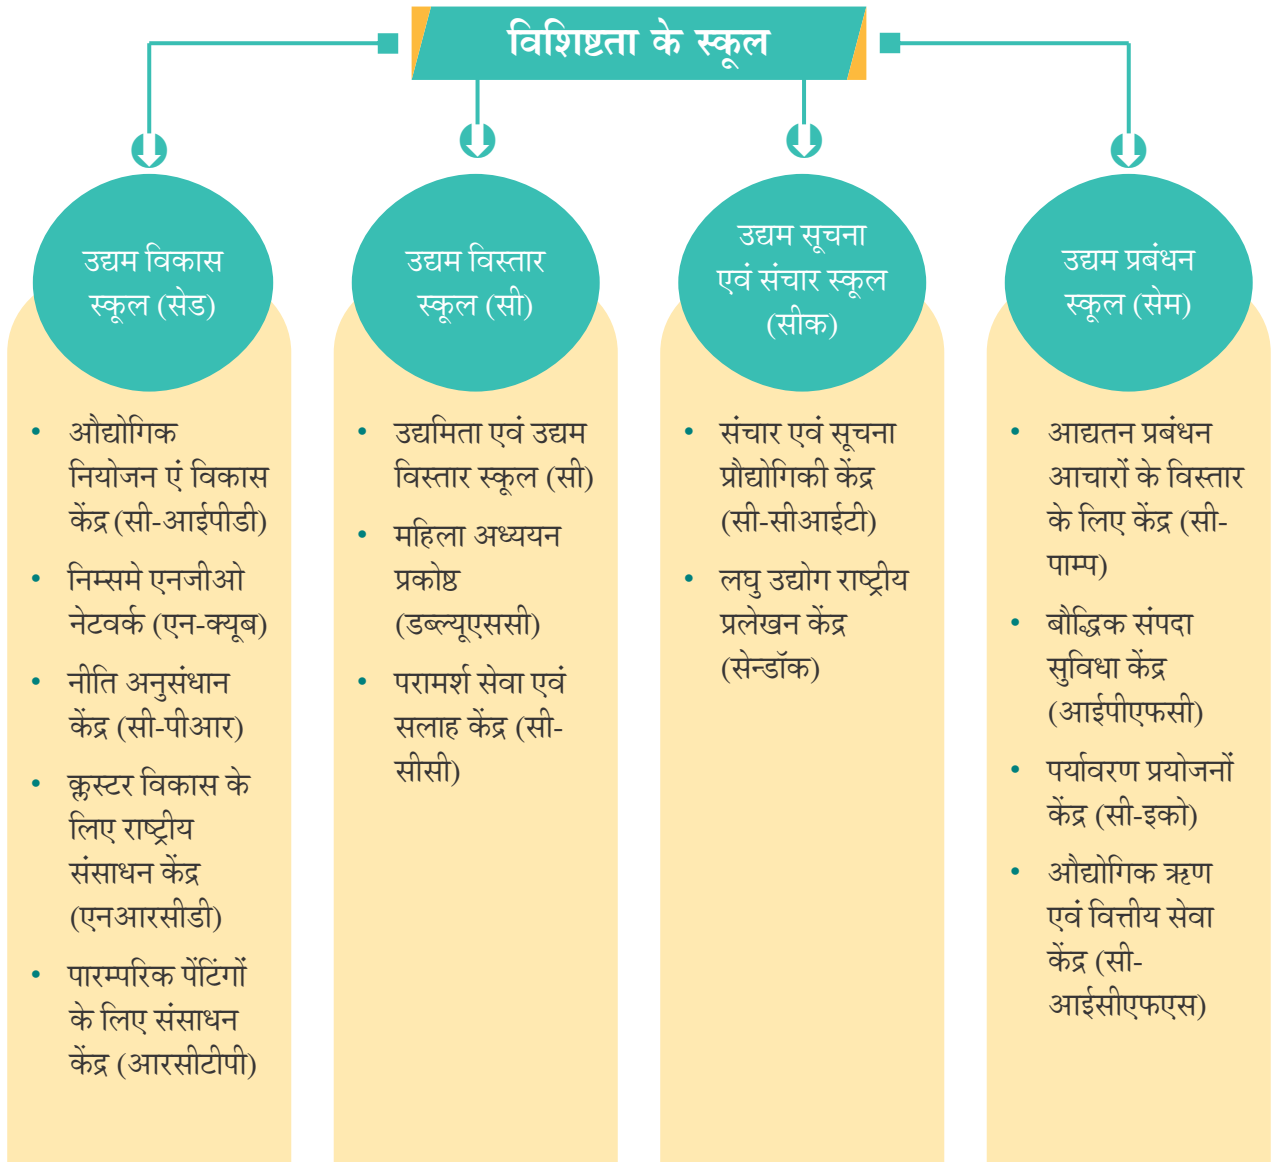 विशिष्टता के स्कूल
उद्यम विकास
स्कूल (सेड)
औद्योगिक
नियोजन एं विकास
केंद्र (सी-आईपीडी)
निम्समे एनजीओ
नेटवर्क (एन-क्यूब)
नीति अनुसंधान
केंद्र (सी-पीआर)
क्लस्टर विकास के
लिए राष्ट्रीय
संसाधन केंद्र
(एनआरसीडी)
पारम्परिक पेंटिंगों
के लिए संसाधन
केंद्र (आरसीटीपी)
उद्यम विस्तार
स्कूल (सी)
उद्यमिता एवं उद्यम
विस्तार स्कूल (सी)
महिला अध्ययन
प्रकोष्ठ
(डब्ल्यूएससी)
परामर्श सेवा एवं
सलाह केंद्र (सी-
सीसी)
उद्यम सूचना
एवं संचार स्कूल
(सीक)
संचार एवं सूचना
प्रौद्योगिकी केंद्र
(सी-सीआईटी)
लघु उद्योग राष्ट्रीय
प्रलेखन केंद्र
(सेन्डॉक)
उद्यम प्रबंधन
स्कूल (सेम)
आद्यतन प्रबंधन
आचारों के विस्तार
के लिए केंद्र (सी-
पाम्प)
बौद्धिक संपदा
सुविधा केंद्र
(आईपीएफसी)
पर्यावरण प्रयोजनों
केंद्र (सी-इको)
औद्योगिक ऋण
एवं वित्तीय सेवा
केंद्र (सी-
आईसीएफएस)